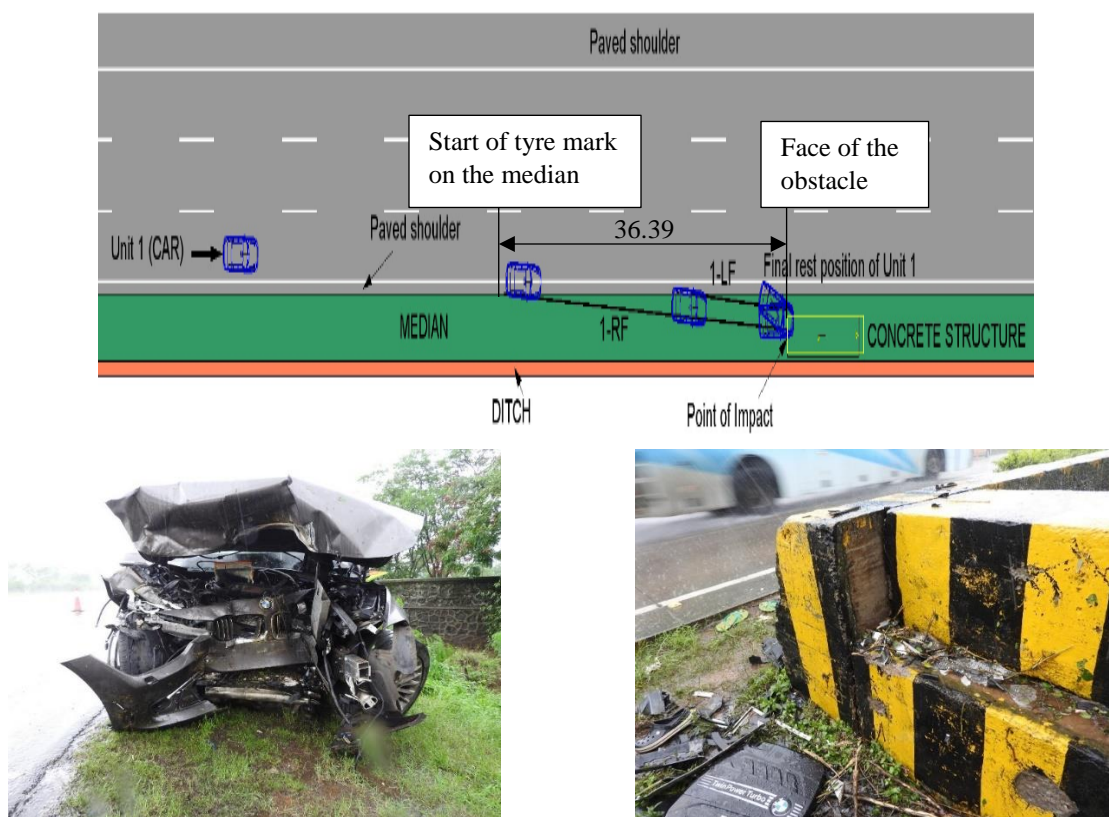 Paved shoulder
Start of tyre mark
on the median
Face of the
obstacle
Paved shoulder
36.39
Unit 1 (CAR)
1-LF
Final rest position of Unit 1
MEDIAN
1-RF
CONCRETE STRUCTURE
DITCH
Point of Impact
TwinPower Turbo